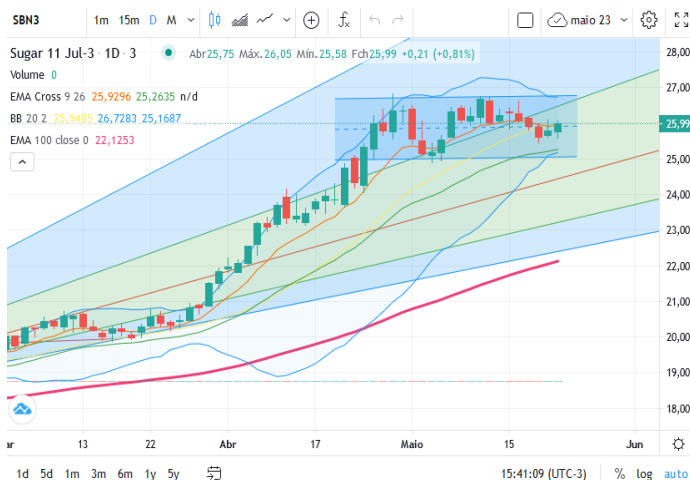 SBN3 1m 15m D M maio 23
Sugar 11 Jul-3 · 1D · 3 Abr25,75 Máx.26,05 Mín.25,58 Fch25,99 +0,21 (+0,81%)
Volume 0
EMA Cross 9 26 25,9296 25,2635 n/d
BB 20 2 25,9485 26,7283 25,1687
EMA 100 close 0 22,1253
28,00
27,00
25,99
25,00
24,00
23,00
22,00
21,00
20,00
19,00
18,00
ar 13 22 Abr 17 Maio 15 Jun
1d 5d 1m 3m 6m 1y 5y 15:41:09 (UTC-3) % log auto